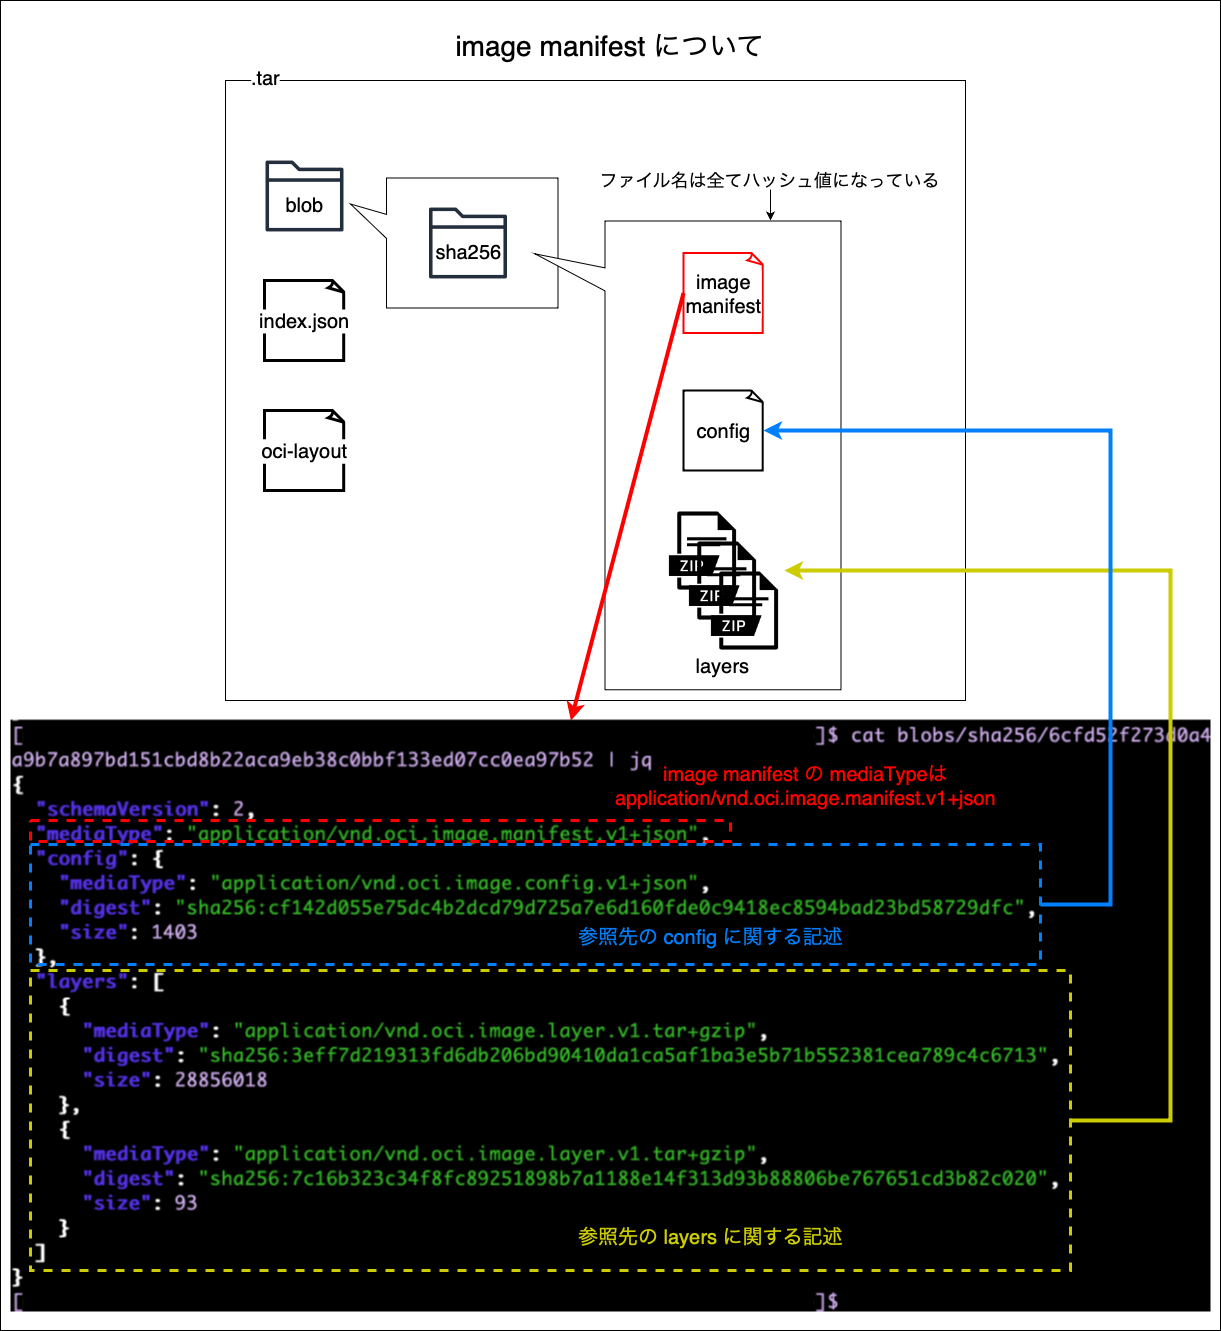 image manifest について
.tar
ファイル名は全てハッシュ値になっている
blob
sha256
image
manifest
index.json
config
oci-layout
ZIP
ZIP
ZIP
layers
[ ]$ cat blobs/sha256/6cfd52f273d0a4
a9b7a897bd151cbd8b22aca9eb38c0bbf133ed07cc0ea97b52 | jq
image manifest の mediaTypeは
application/vnd.oci.image.manifest.v1+json
{
"schemaVersion": 2,
"mediaType": "application/vnd.oci.image.manifest.v1+json",
"config": {
"mediaType": "application/vnd.oci.image.config.v1+json",
"digest": "sha256:cf142d055e75dc4b2dcd79d725a7e6d160fde0c9418ec8594bad23bd58729dfc",
"size": 1403
参照先の config に関する記述
},
"layers": [
{
"mediaType": "application/vnd.oci.image.layer.v1.tar+gzip",
"digest": "sha256:3eff7d219313fd6db206bd90410da1ca5af1ba3e5b71b552381cea789c4c6713",
"size": 28856018
},
{
"mediaType": "application/vnd.oci.image.layer.v1.tar+gzip",
"digest": "sha256:7c16b323c34f8fc89251898b7a1188e14f313d93b88806be767651cd3b82c020",
"size": 93
}
参照先の layers に関する記述
]
}
[ ]$